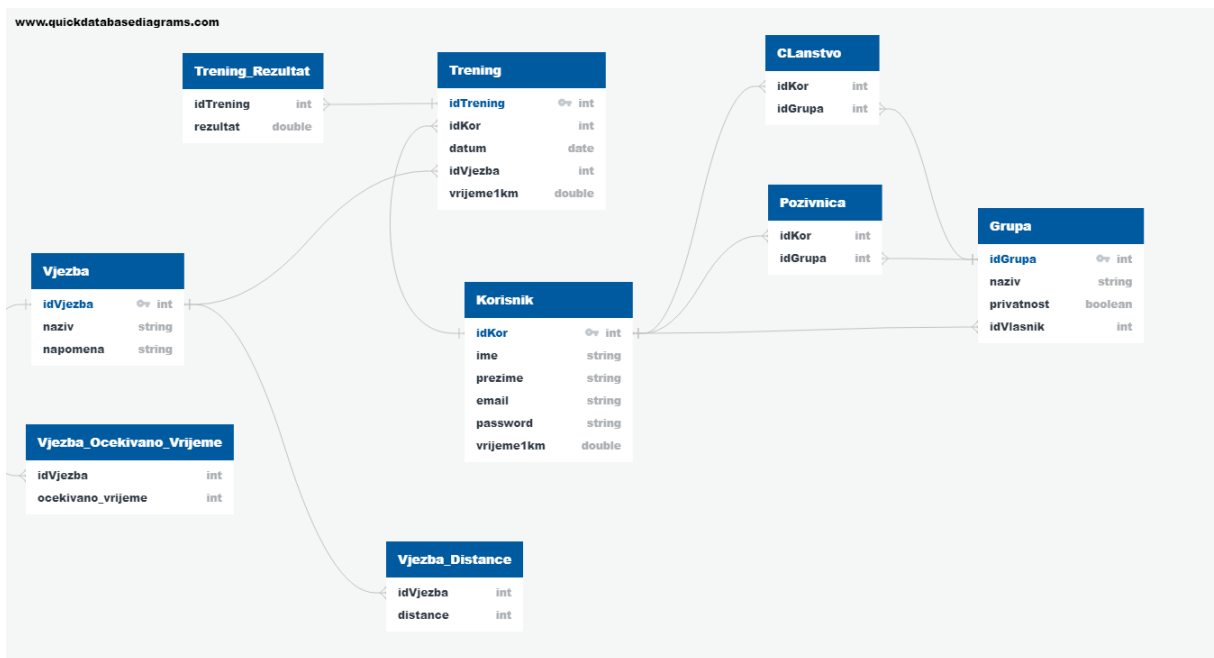 www.quickdatabasediagrams.com
Trening_Rezultat
idTrening int
rezultat double
Trening
idTrening int
idKor int
datum date
idVjezba int
vrijeme1km double
CLanstvo
idKor int
idGrupa int
Pozivnica
idKor int
idGrupa int
Grupa
idGrupa int
naziv string
privatnost boolean
idVlasnik int
Vjezba
idVjezba int
naziv string
napomena string
Korisnik
idKor int
ime string
prezime string
email string
password string
vrijeme1km double
Vjezba_Ocekivano_Vrijeme
idVjezba int
ocekivano_vrijeme int
Vjezba_Distance
idVjezba int
distance int